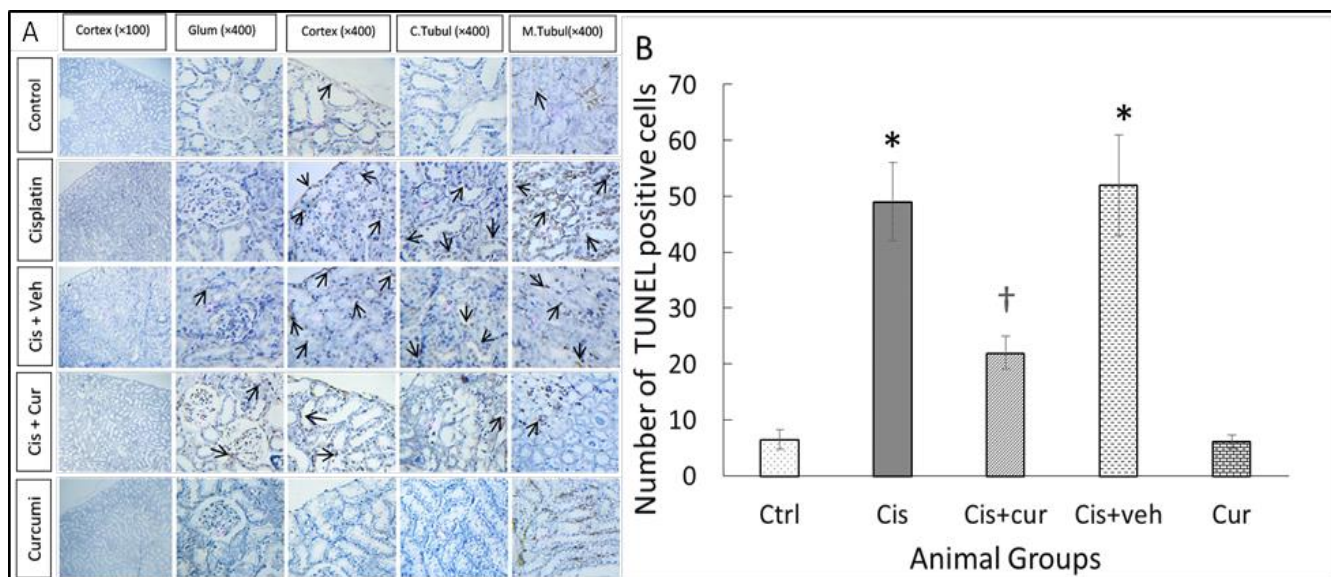 A
Cortex (×100)
Glum (×400)
Cortex (×400)
C.Tubul (×400)
M.Tubul(×400)
Control
Cisplatin
Cis + Veh
Cis + Cur
Curcumi
B
Number of TUNEL positive cells
70
60
50
40
30
20
10
0
*
†
*
Ctrl
Cis
Cis+cur
Cis+veh
Cur
Animal Groups